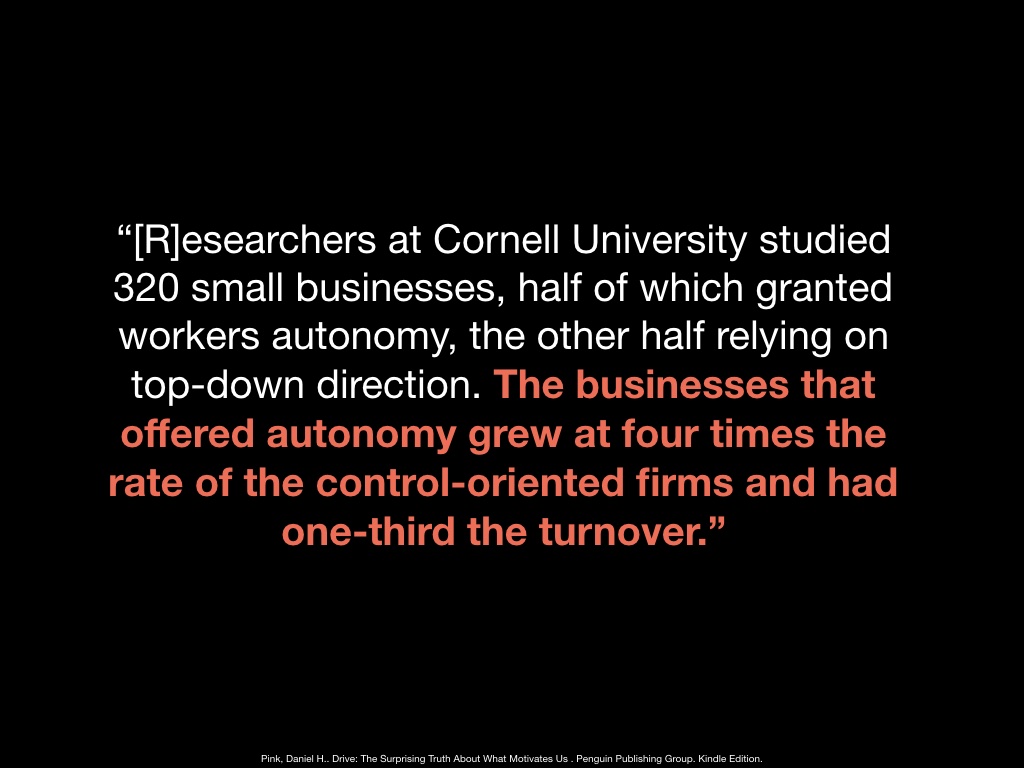 “[R]esearchers at Cornell University studied
320 small businesses, half of which granted
workers autonomy, the other half relying on
top-down direction. The businesses that
offered autonomy grew at four times the
rate of the control-oriented firms and had
one-third the turnover.”
Pink, Daniel H.. Drive: The Surprising Truth About What Motivates Us . Penguin Publishing Group. Kindle Edition.